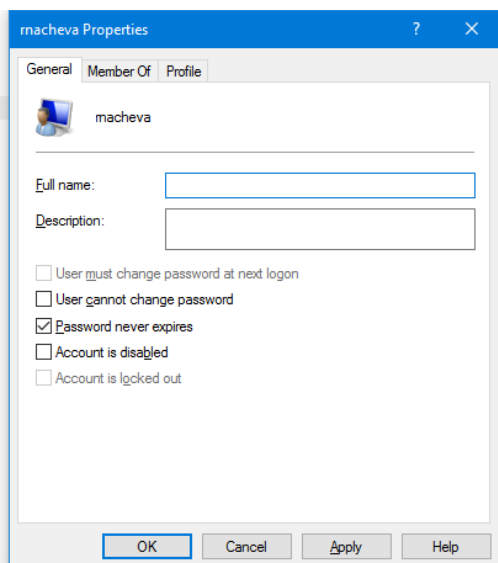 rnacheva Properties
?
General Member Of Profile
rnacheva
Full name:
Description:
User must change password at next logon
User cannot change password
Password never expires
Account is disabled
Account is locked out
OK Cancel Apply Help